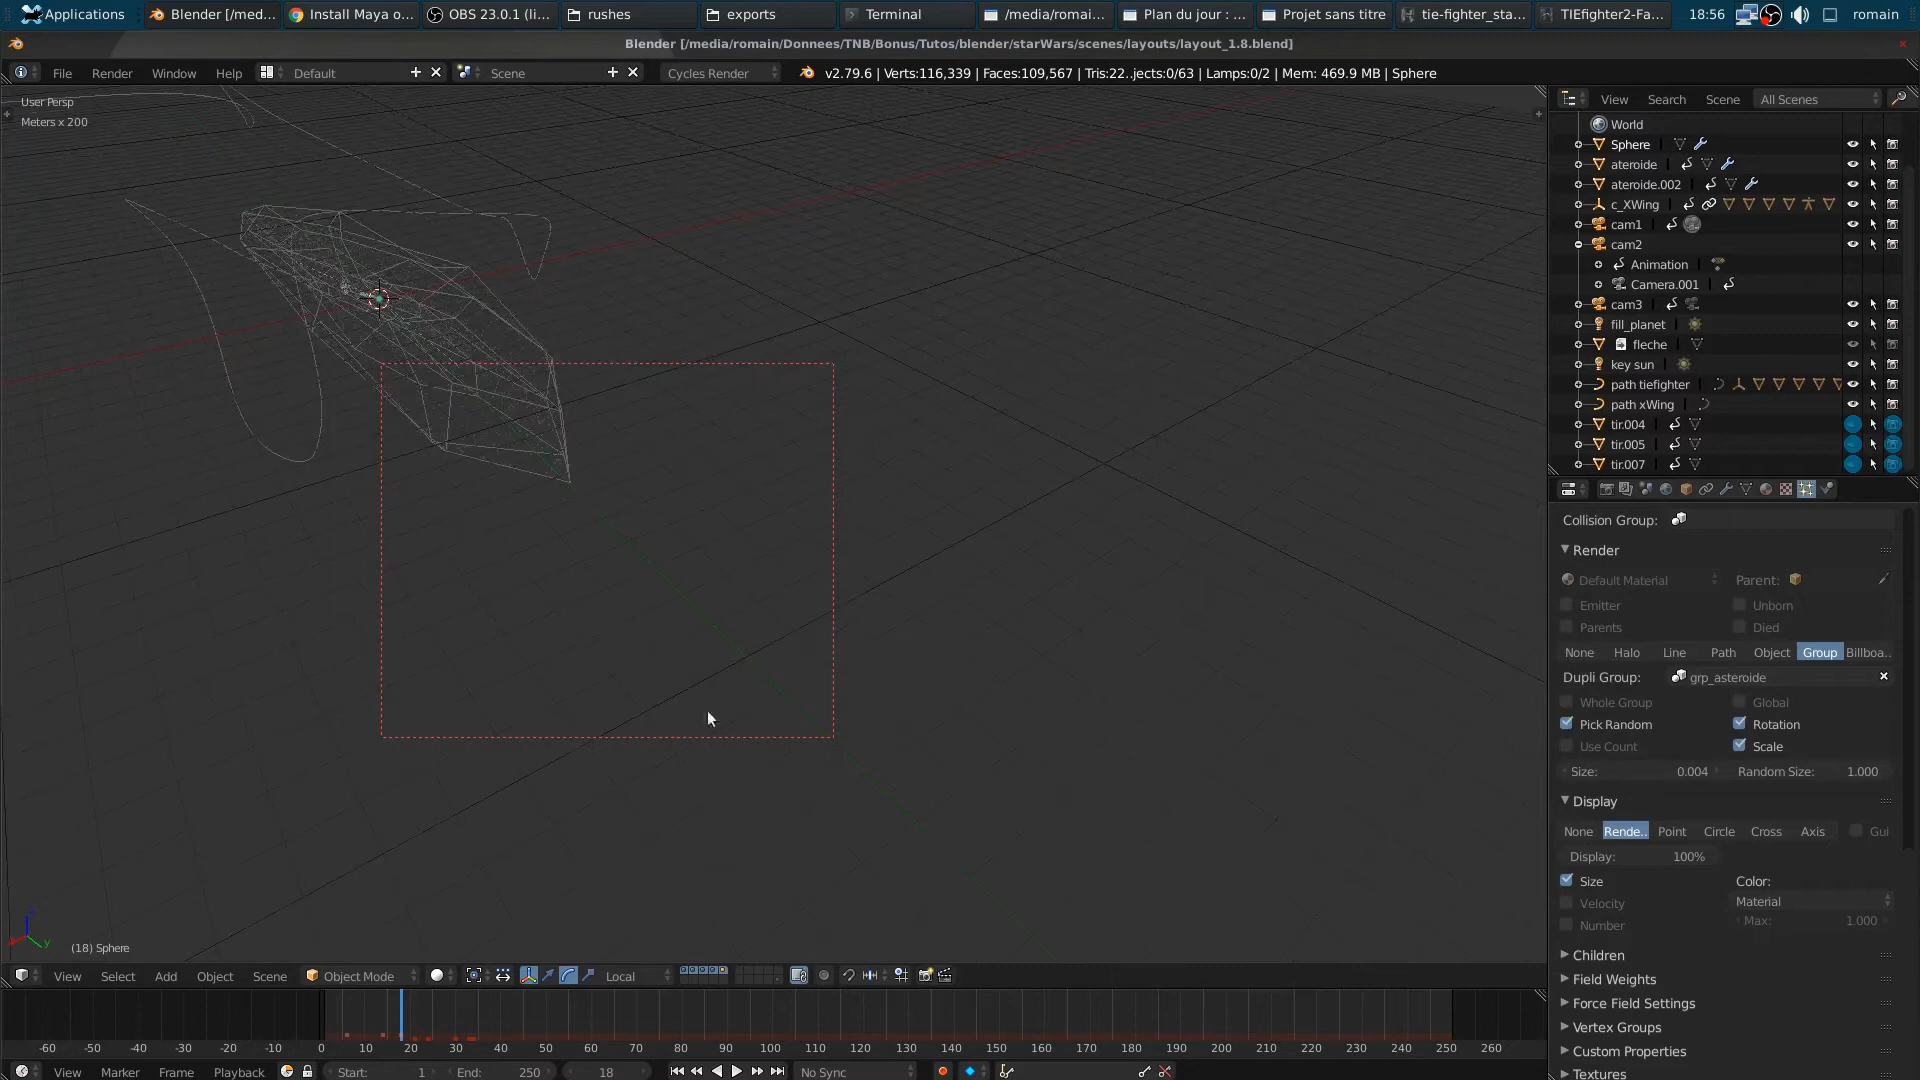 Applications
Blender [/med...
Install Maya o...
OBS 23.0.1 (li...
rushes
exports
Terminal
/media/romai...
Plan du jour : ...
Projet sans titre
tie-fighter_sta...
TIEfighter2-Fa...
18:56
romain
Blender [/media/romain/Donnees/TNB/Bonus/Tutos/blender/starWars/scenes/layouts/layout_1.8.blend]
File Render Window Help Default Scene Cycles Render v2.79.6 | Verts:116,339 | Faces:109,567 | Tris:22..jects:0/63 | Lamps:0/2 | Mem: 469.9 MB | Sphere
User Persp
Meters x 200
View Search Scene All Scenes
World
Sphere
ateroide
ateroide.002
c_XWing
cam1
cam2
Animation
Camera.001
cam3
fill_planet
fleche
key sun
path tiefighter
path xWing
tir.004
tir.005
tir.007
Collision Group:
Render
Default Material Parent:
Emitter Unborn
Parents Died
None Halo Line Path Object Group Billboa..
Dupli Group: grp_asteroide
Whole Group Global
Pick Random Rotation
Use Count Scale
Size: 0.004 Random Size: 1.000
Display
None Rende.. Point Circle Cross Axis Gui
Display: 100%
Size Color:
Velocity Material
Number Max: 1.000
Children
Field Weights
Force Field Settings
Vertex Groups
Custom Properties
Textures
(18) Sphere
View Select Add Object Scene Object Mode Local
-60 -50 -40 -30 -20 -10 0 10 20 30 40 50 60 70 80 90 100 110 120 130 140 150 160 170 180 190 200 210 220 230 240 250 260
View Marker Frame Playback Start: 1 End: 250 18 No Sync